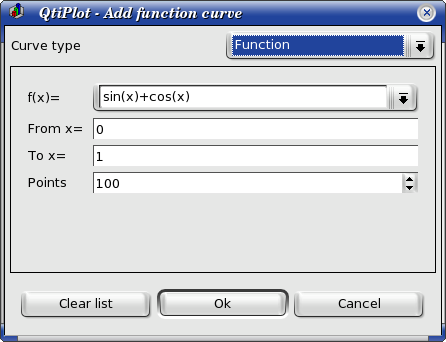 QtiPlot - Add function curve
Curve type Function
f(x)= sin(x)+cos(x)
From x= 0
To x= 1
Points 100
Clear list Ok Cancel